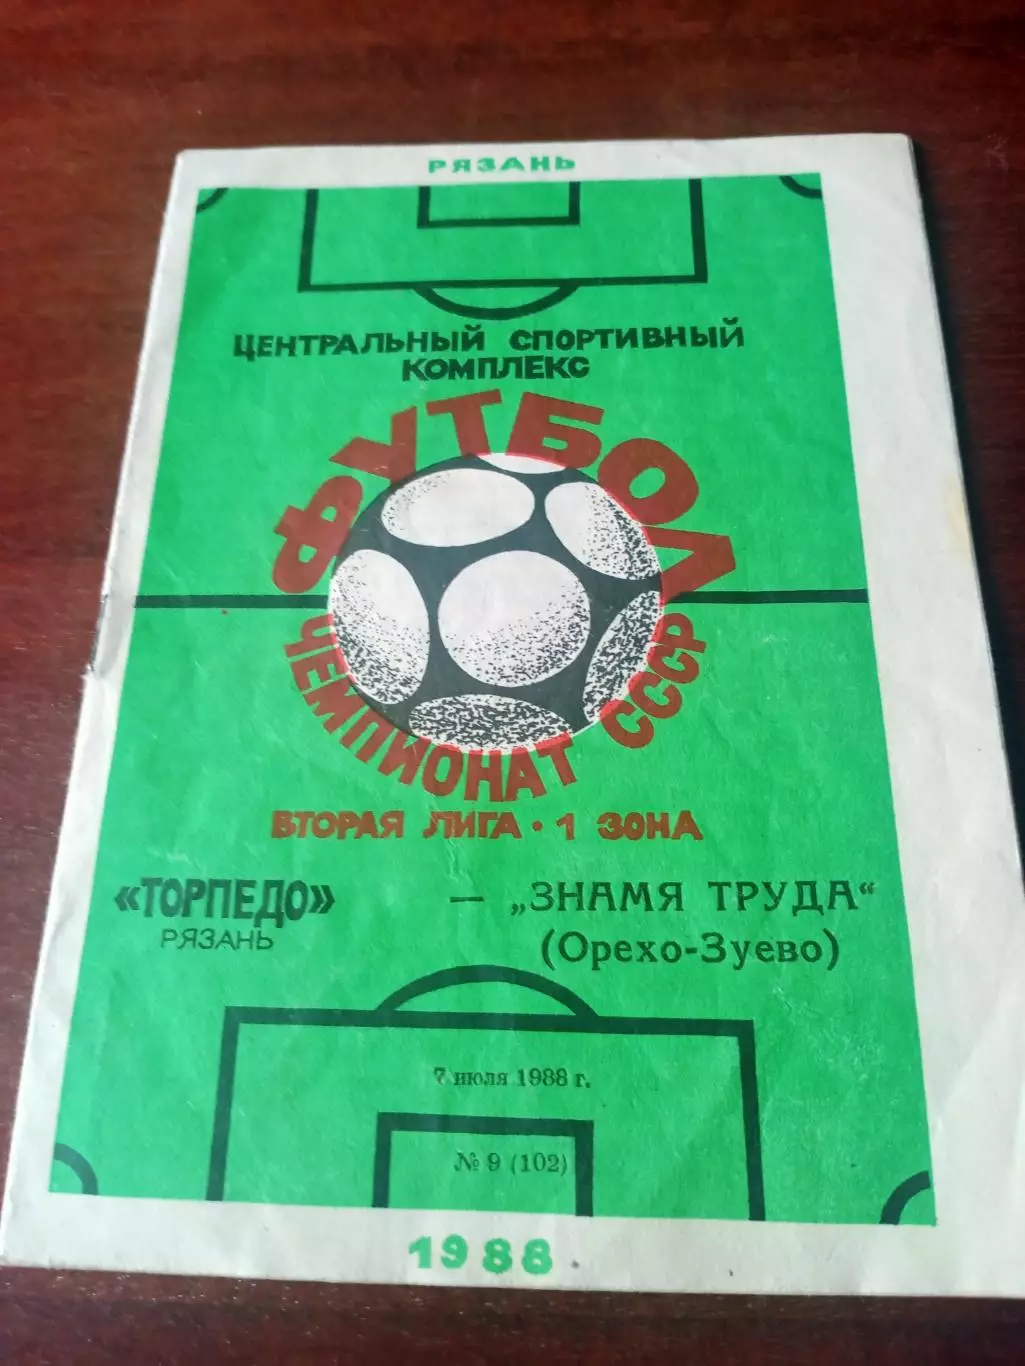 РЯЗАНЬ
ЦЕНТРАЛЬНЫЙ СПОРТИВНЫЙ
КОМПЛЕКС
ФУТБОЛ
ЧЕМПИОНАТ СССР
ВТОРАЯ ЛИГА · 1 ЗОНА
«ТОРПЕДО» — „ЗНАМЯ ТРУДА“
РЯЗАНЬ (Орехо-Зуево)
7 июля 1988 г.
№ 9 (102)
1988